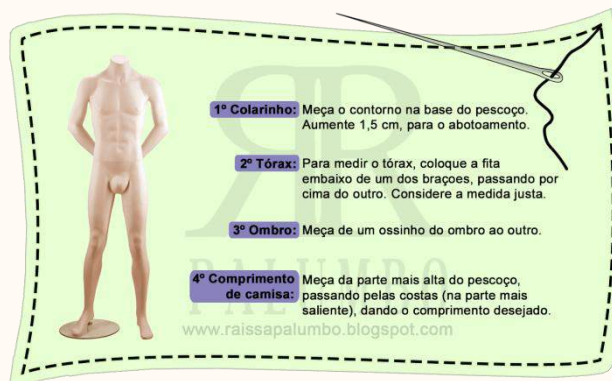 1º Colarinho: Meça o contorno na base do pescoço.
Aumente 1,5 cm, para o abotoamento.
2º Tórax: Para medir o tórax, coloque a fita
embaixo de um dos braçoes, passando por
cima do outro. Considere a medida justa.
3º Ombro: Meça de um ossinho do ombro ao outro.
4º Comprimento
de camisa:
Meça da parte mais alta do pescoço,
passando pelas costas (na parte mais
saliente), dando o comprimento desejado.
RR
PALUMBO
www.raissapalumbo.blogspot.com